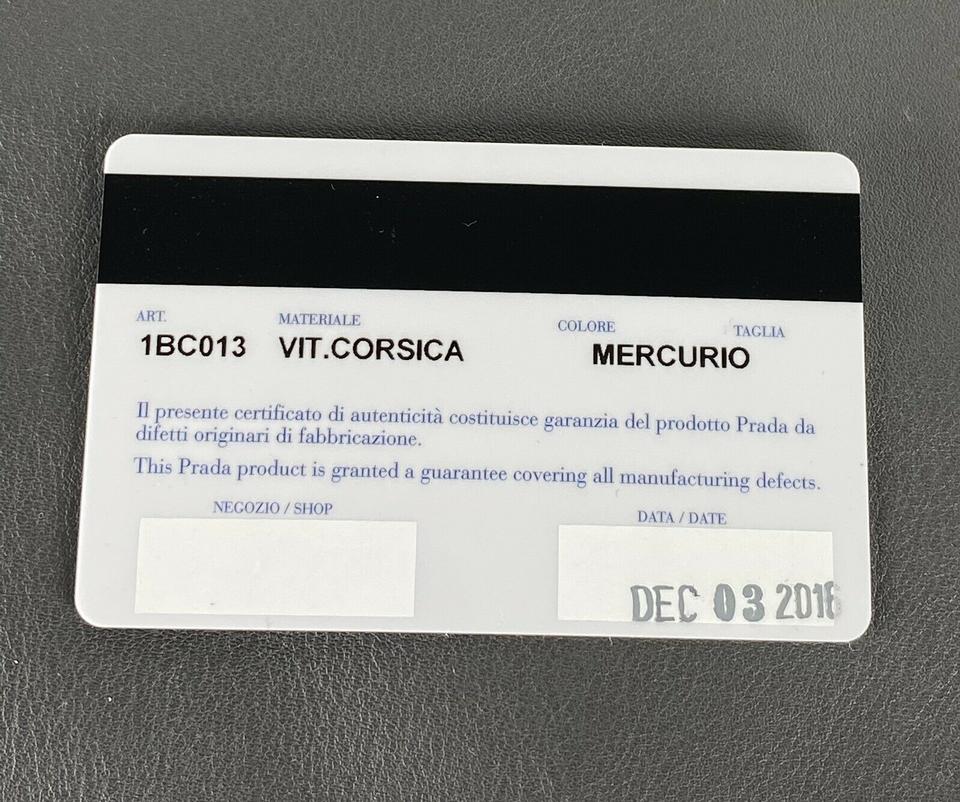 ART. MATERIALE COLORE TAGLIA
1BC013 VIT.CORSICA MERCURIO
Il presente certificato di autenticità costituisce garanzia del prodotto Prada da
difetti originari di fabbricazione.
This Prada product is granted a guarantee covering all manufacturing defects.
NEGOZIO / SHOP DATA / DATE
DEC 03 2016